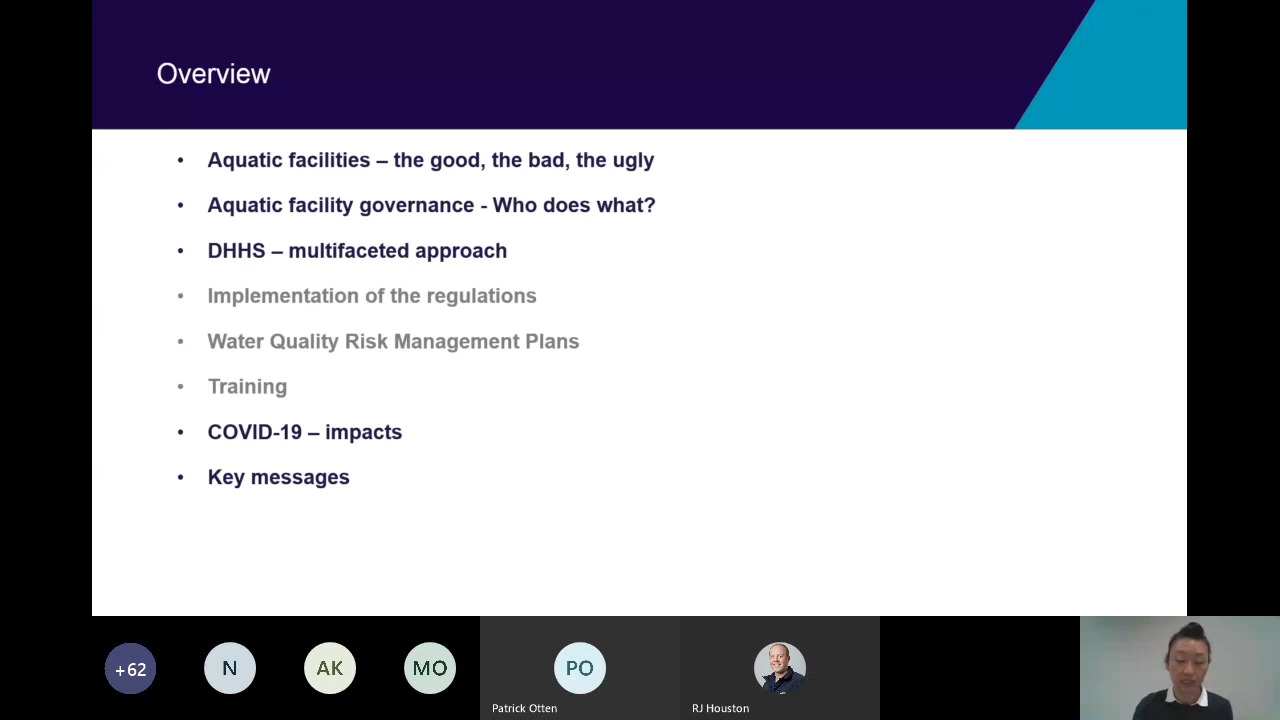 Overview
• Aquatic facilities – the good, the bad, the ugly
• Aquatic facility governance - Who does what?
• DHHS – multifaceted approach
• Implementation of the regulations
• Water Quality Risk Management Plans
• Training
• COVID-19 – impacts
• Key messages
+62
N
AK
MO
PO
Patrick Otten
RJ Houston